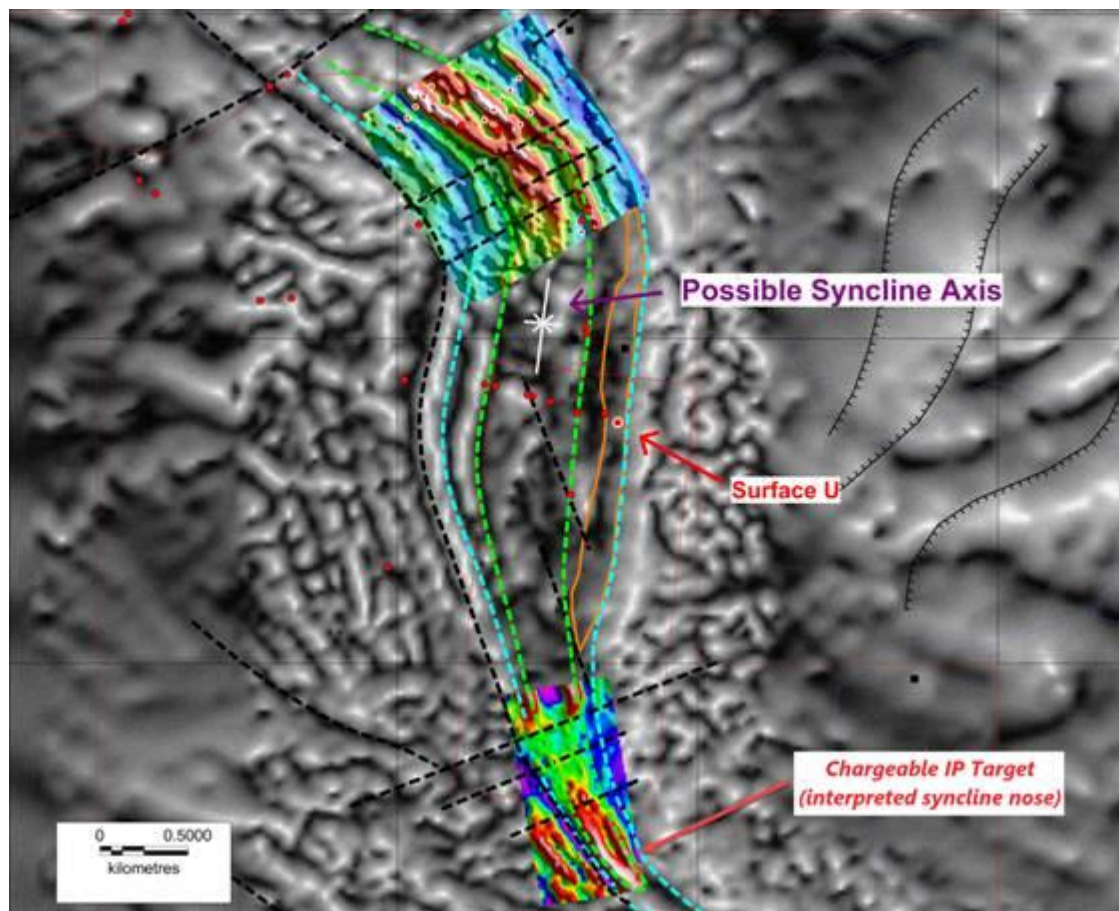 Possible Syncline Axis
Surface U
Chargeable IP Target
(interpreted syncline nose)
0 0.5000
kilometres